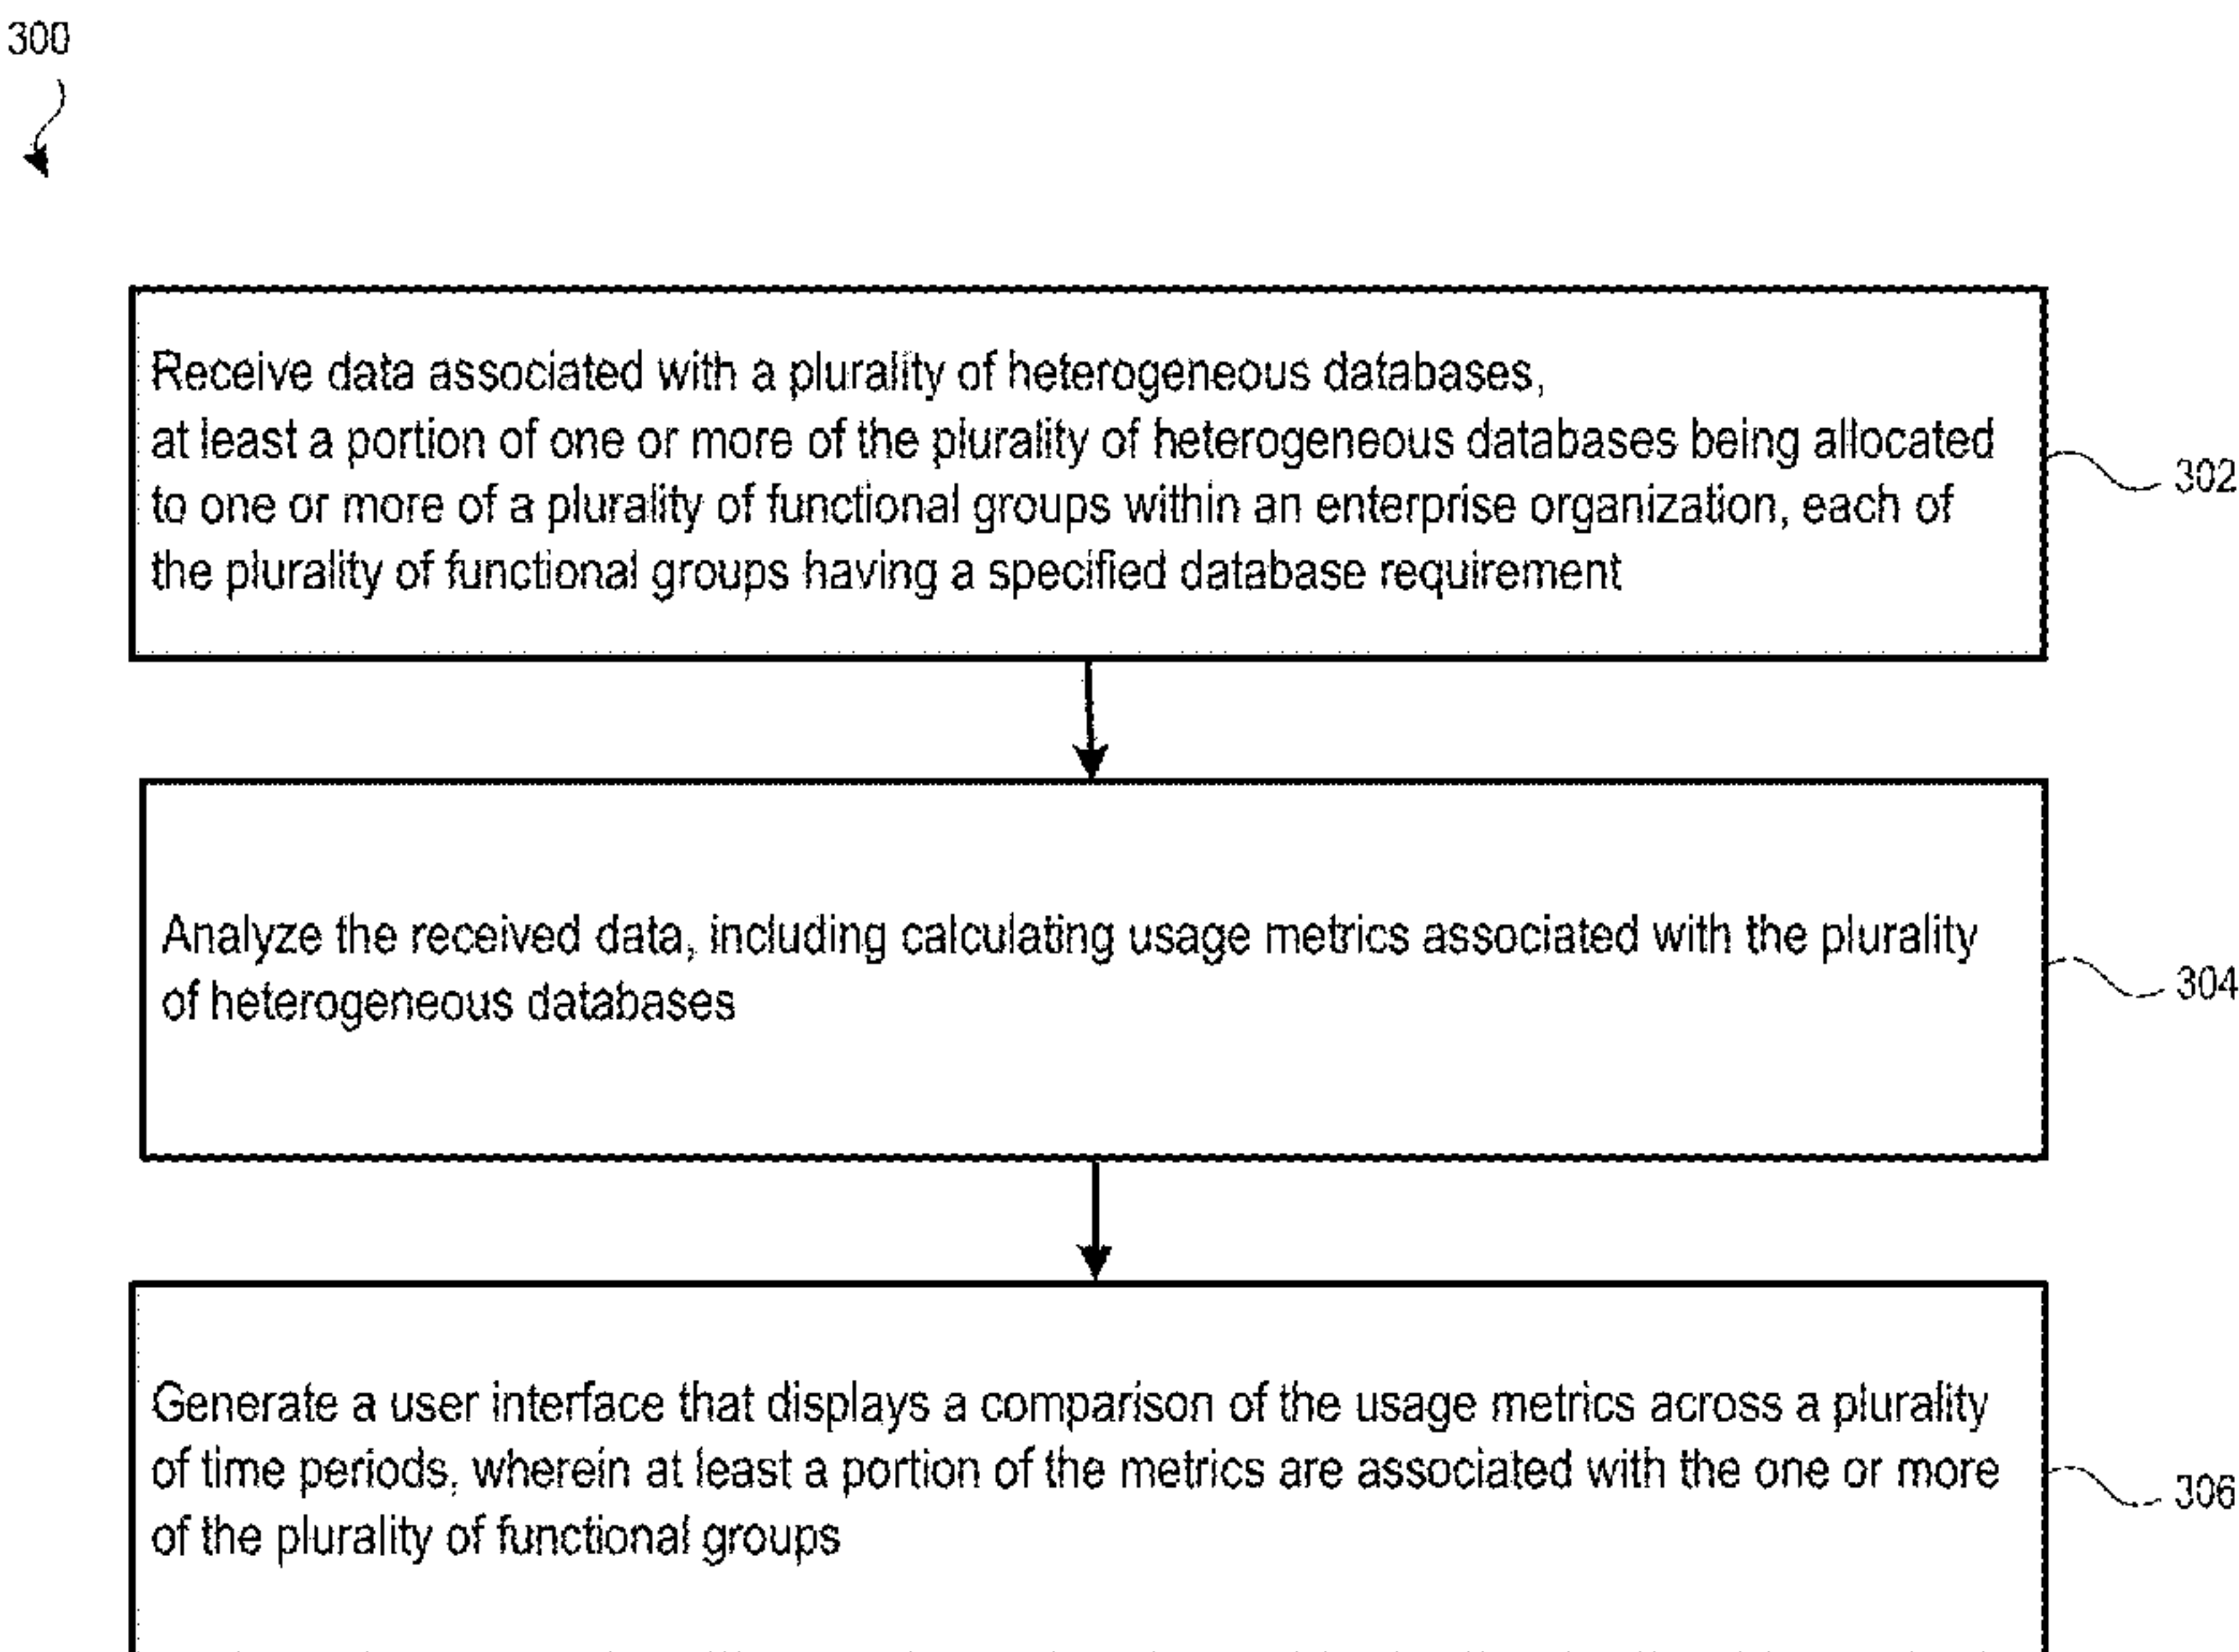 300
Receive data associated with a plurality of heterogeneous databases,
at least a portion of one or more of the plurality of heterogeneous databases being allocated
to one or more of a plurality of functional groups within an enterprise organization, each of
the plurality of functional groups having a specified database requirement
302
Analyze the received data, including calculating usage metrics associated with the plurality
of heterogeneous databases
304
Generate a user interface that displays a comparison of the usage metrics across a plurality
of time periods, wherein at least a portion of the metrics are associated with the one or more
of the plurality of functional groups
306